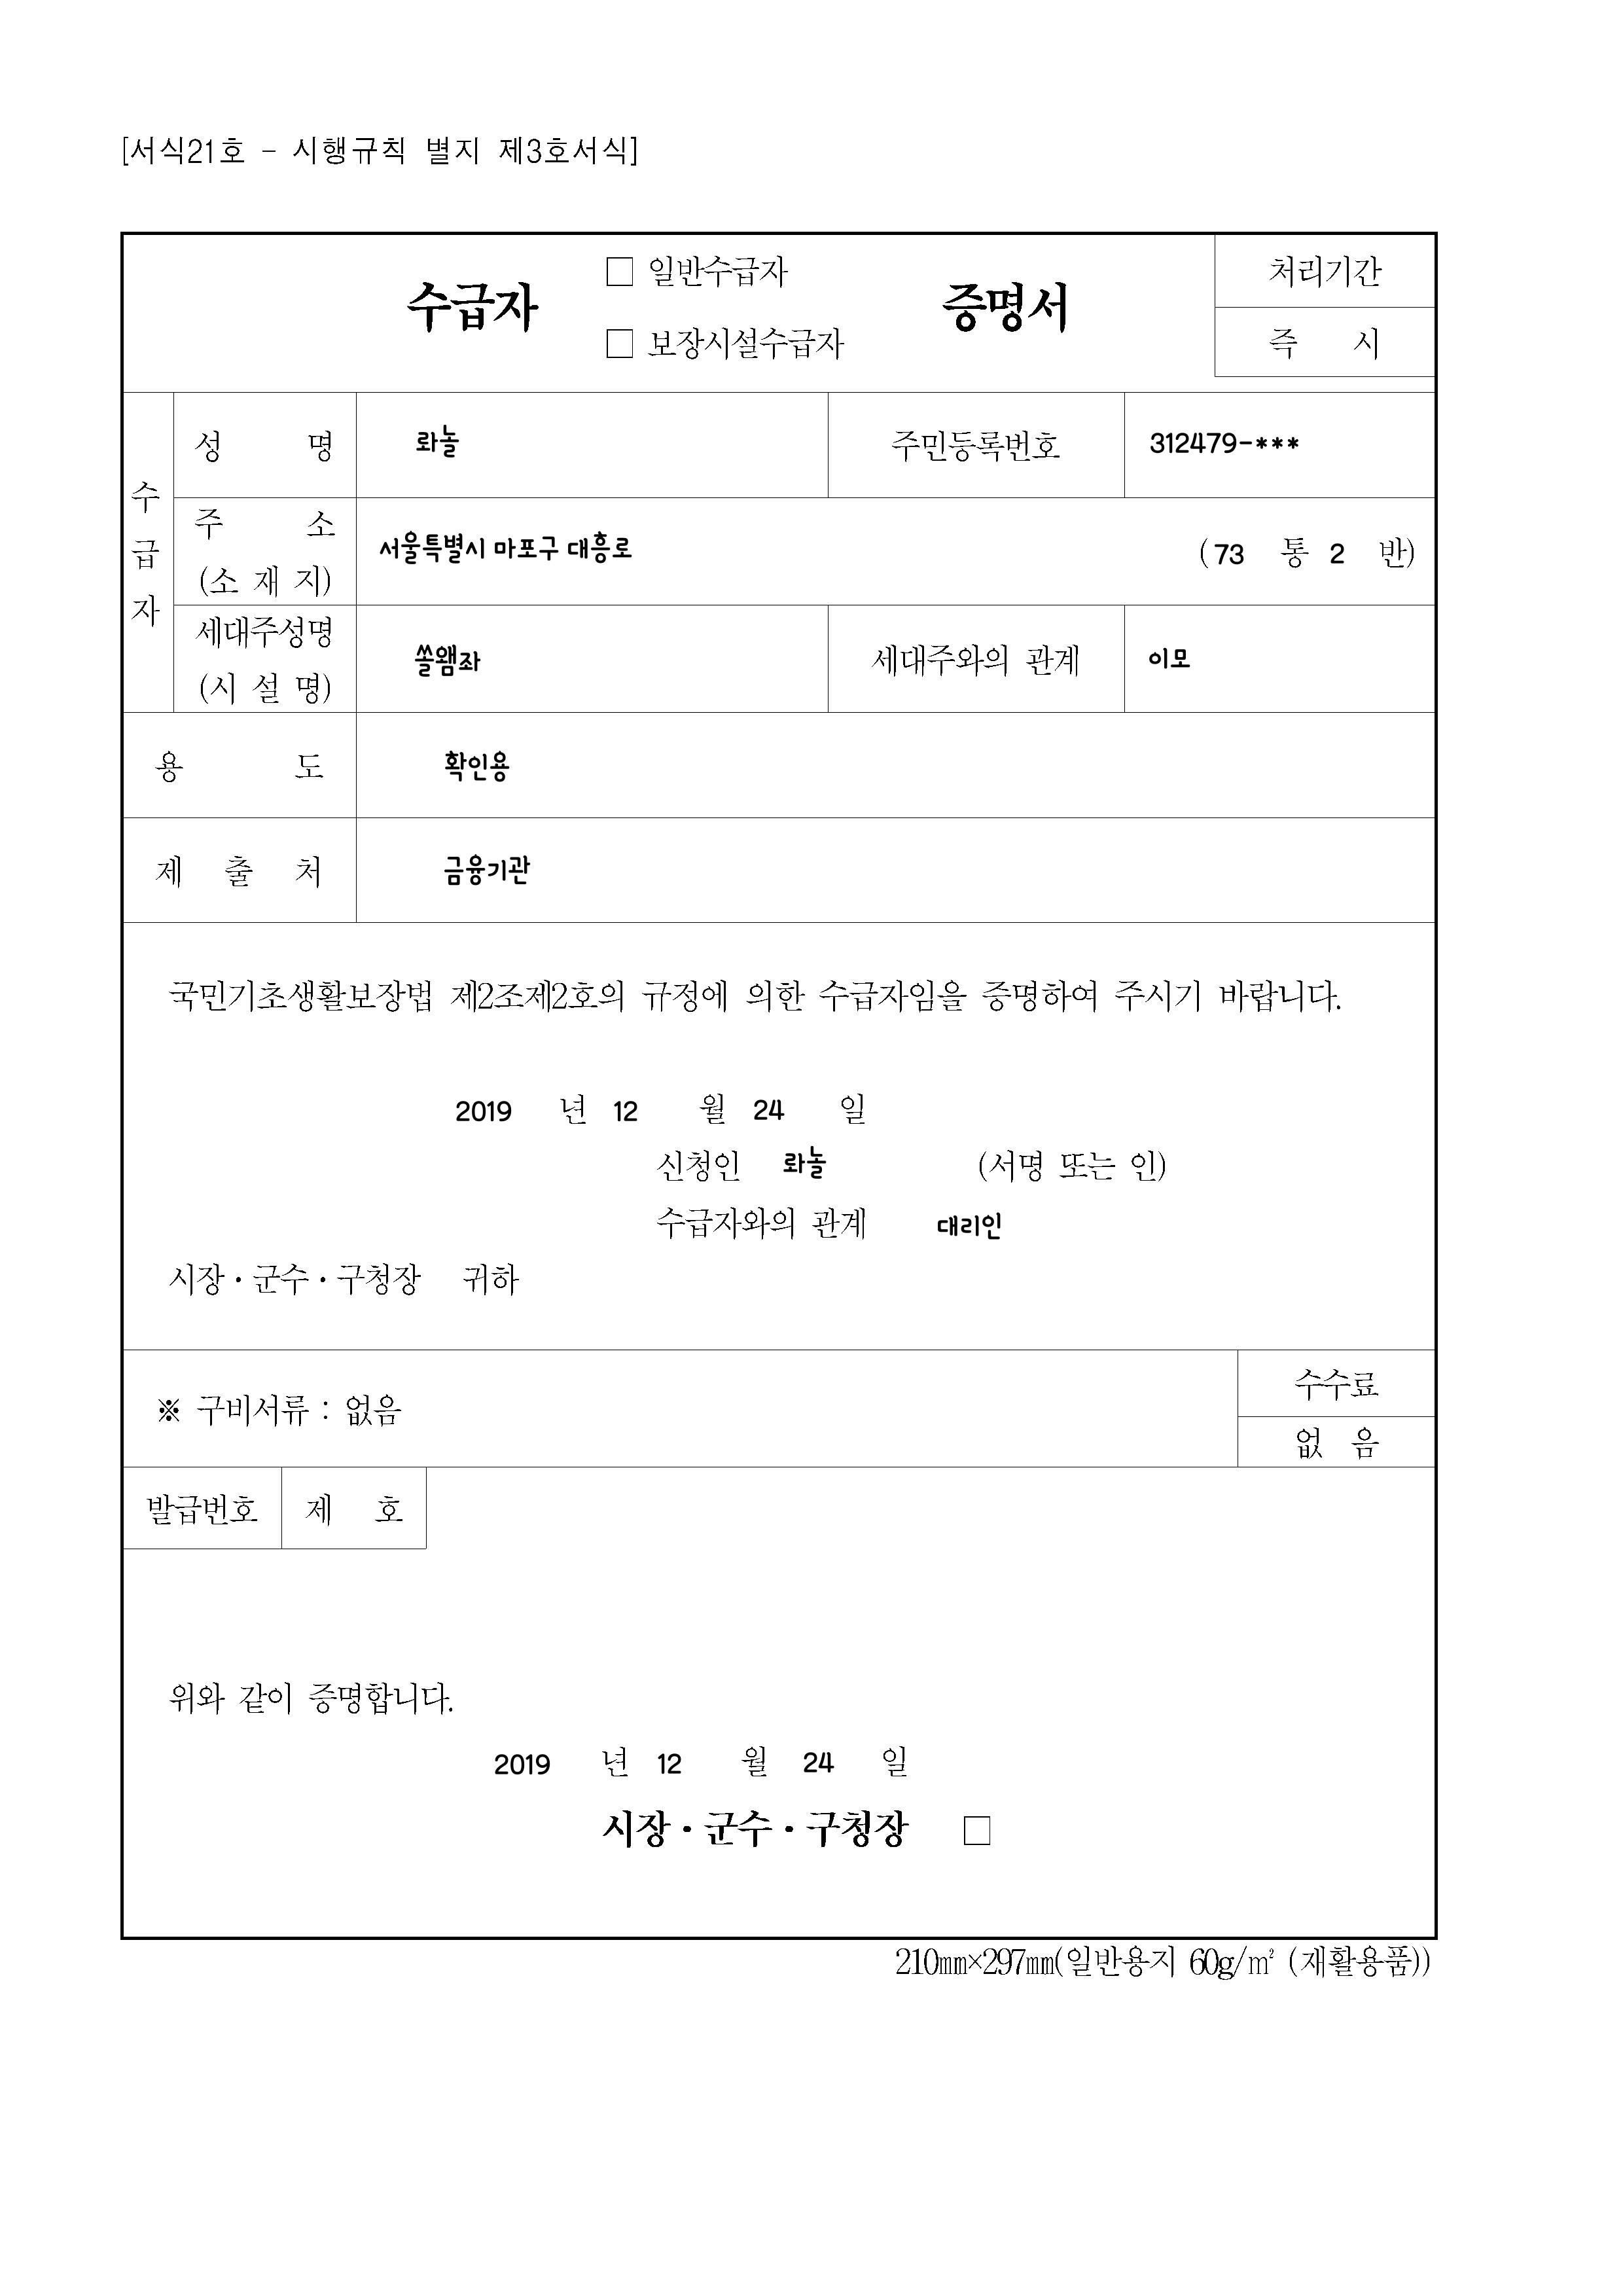 [서식21호 - 시행규칙 별지 제3호서식]
수급자 □ 일반수급자 □ 보장시설수급자 증명서
처리기간
즉 시
수급자
성 명 롸놀 주민등록번호 312479-***
주 소 (소 재 지) 서울특별시 마포구 대흥로 (73 통 2 반)
세대주성명 (시 설 명) 쏠왬좌 세대주와의 관계 이모
용 도 확인용
제 출 처 금융기관
국민기초생활보장법 제2조제2호의 규정에 의한 수급자임을 증명하여 주시기 바랍니다.
2019 년 12 월 24 일
신청인 롸놀 (서명 또는 인)
수급자와의 관계 대리인
시장·군수·구청장 귀하
※ 구비서류 : 없음
수수료
없 음
발급번호 제 호
위와 같이 증명합니다.
2019 년 12 월 24 일
시장·군수·구청장 □
210㎜×297㎜(일반용지 60g/㎡ (재활용품))